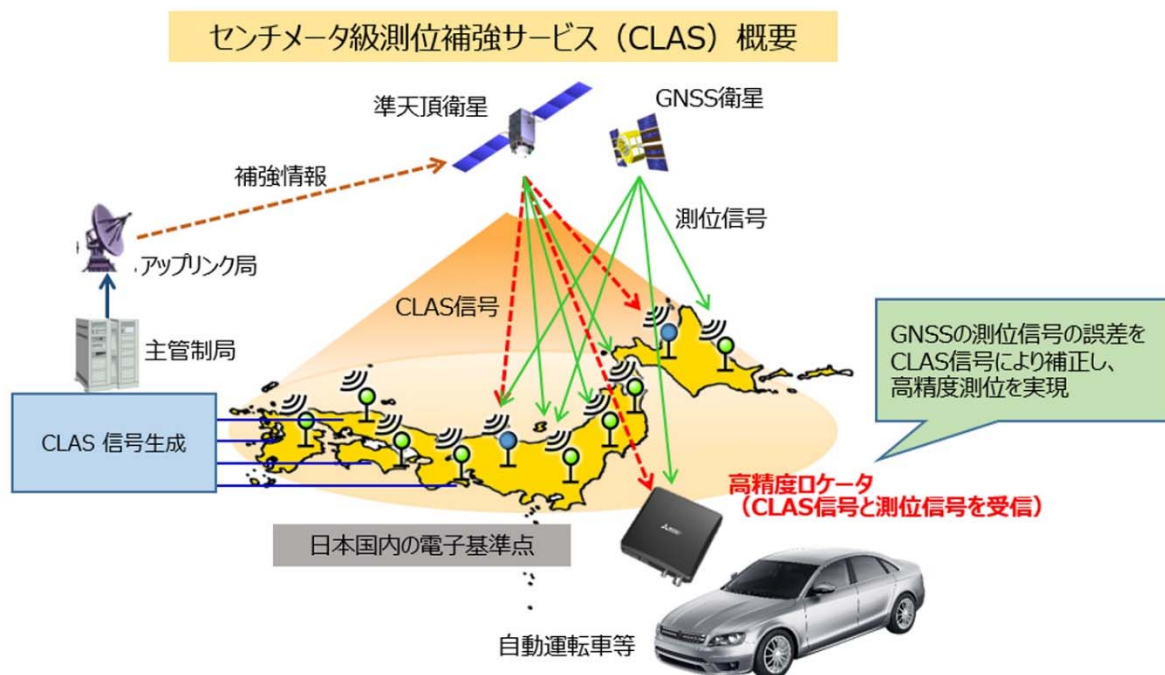 センチメータ級測位補強サービス（CLAS）概要
準天頂衛星
GNSS衛星
補強情報
測位信号
アップリンク局
CLAS信号
主管制局
GNSSの測位信号の誤差を
CLAS信号により補正し、
高精度測位を実現
CLAS 信号生成
高精度ロケータ
（CLAS信号と測位信号を受信）
日本国内の電子基準点
自動運転車等